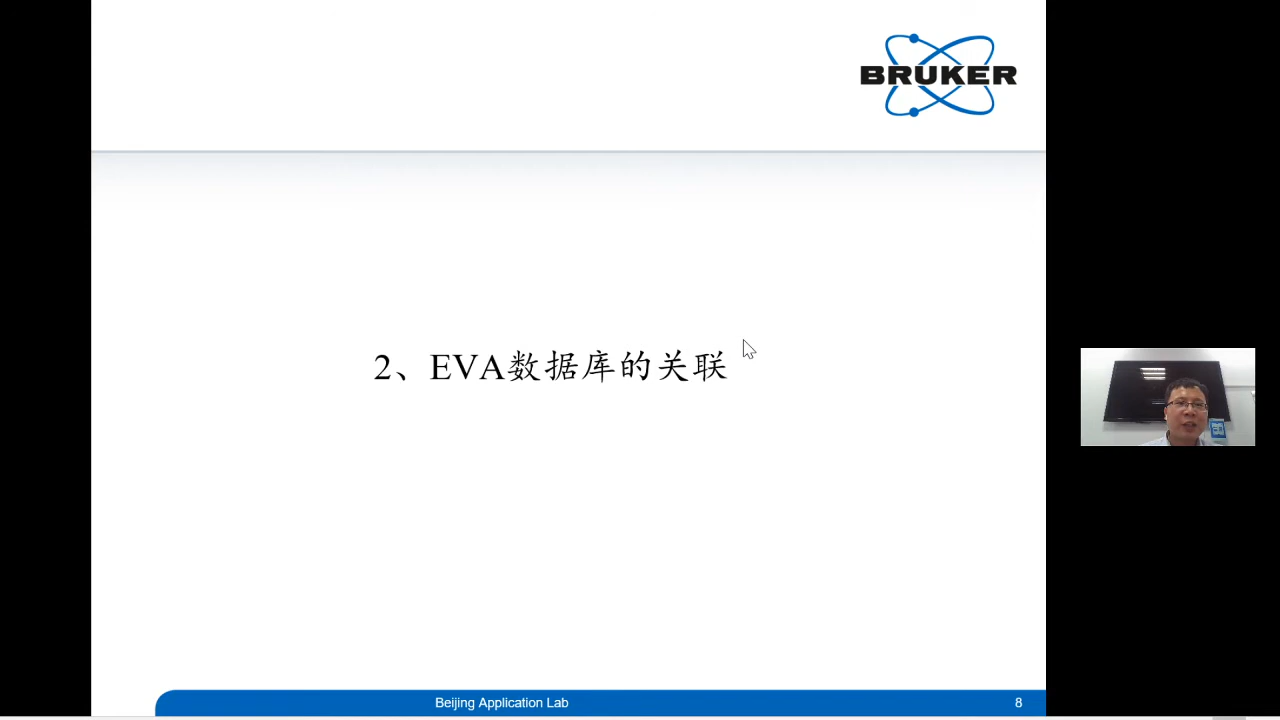 BRUKER
2、EVA数据库的关联
Beijing Application Lab
8